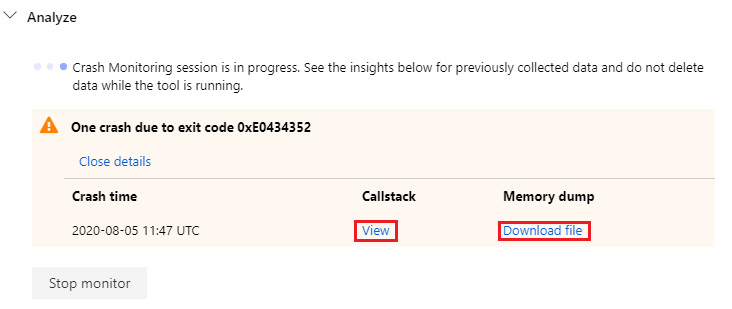 Analyze
Crash Monitoring session is in progress. See the insights below for previously collected data and do not delete
data while the tool is running.
One crash due to exit code 0xE0434352
Close details
Crash time Callstack Memory dump
2020-08-05 11:47 UTC View Download file
Stop monitor